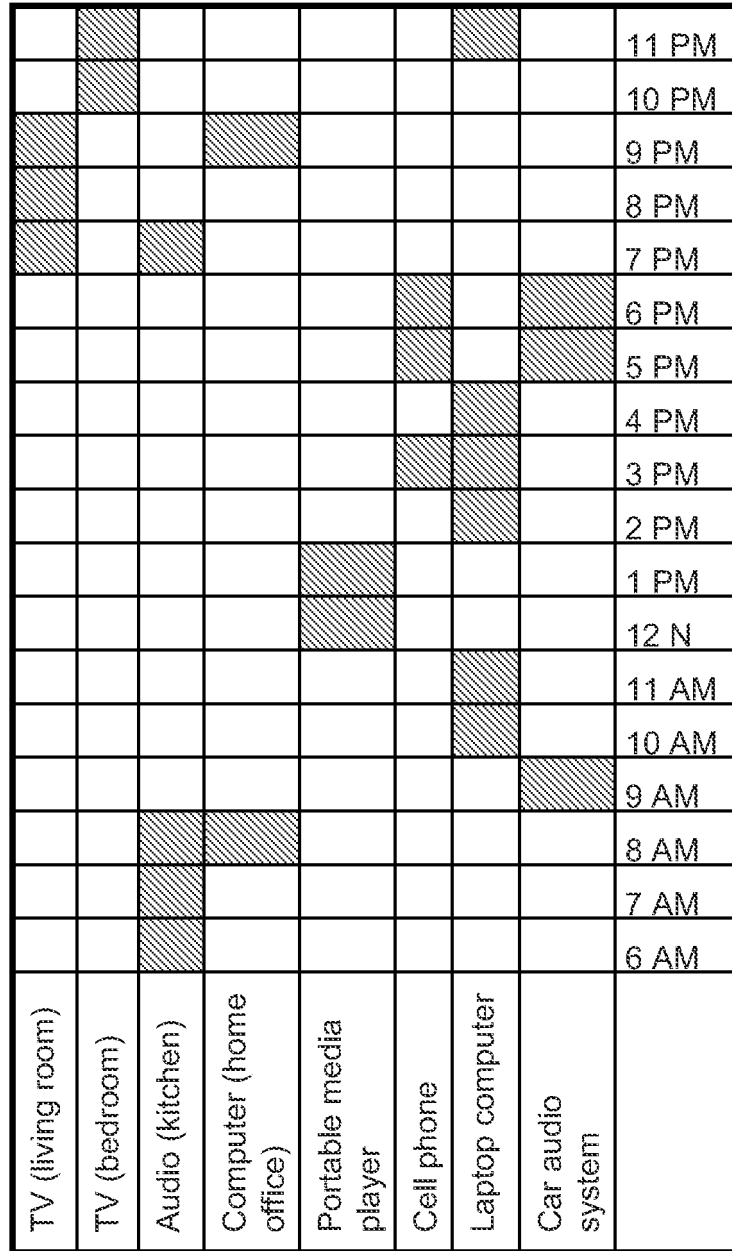 11 PM
10 PM
9 PM
8 PM
7 PM
6 PM
5 PM
4 PM
3 PM
2 PM
1 PM
12 N
11 AM
10 AM
9 AM
8 AM
7 AM
6 AM
TV (living room)
TV (bedroom)
Audio (kitchen)
Computer (home
office)
Portable media
player
Cell phone
Laptop computer
Car audio
system